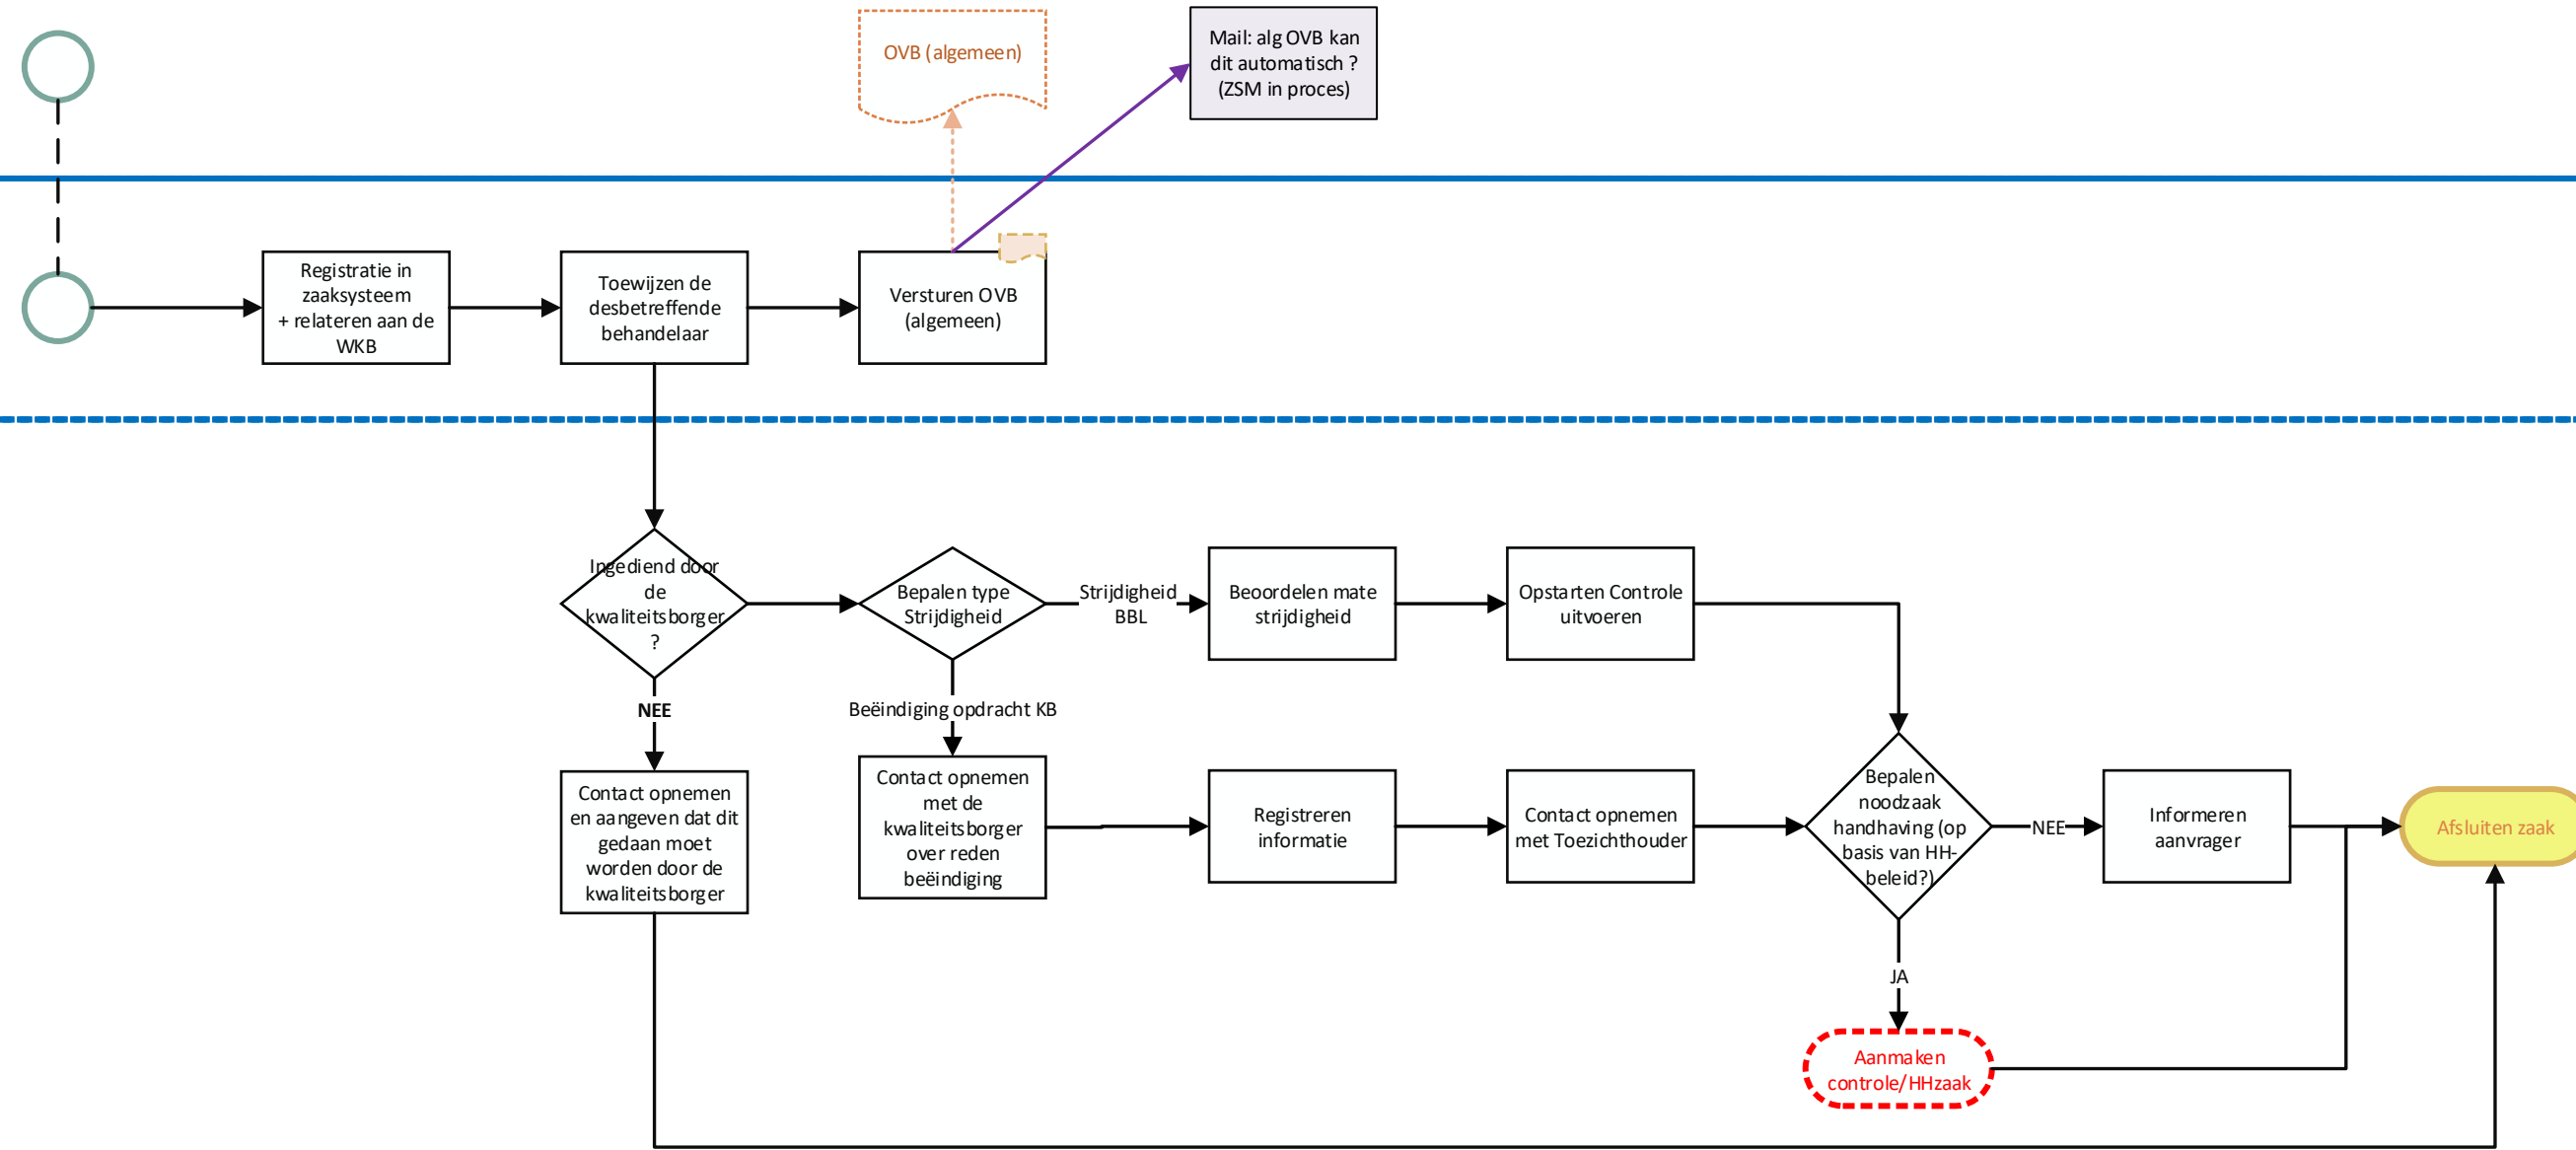 OVB (algemeen)
Mail: alg OVB kan
dit automatisch ?
(ZSM in proces)
Registratie in
zaaksysteem
+ relateren aan de
WKB
Toewijzen de
desbetreffende
behandelaar
Versturen OVB
(algemeen)
Ingediend door
de
kwaliteitsborger
?
Bepalen type
Strijdigheid
Strijdigheid
BBL
Beoordelen mate
strijdigheid
Opstarten Controle
uitvoeren
NEE
Beëindiging opdracht KB
Contact opnemen
en aangeven dat dit
gedaan moet
worden door de
kwaliteitsborger
Contact opnemen
met de
kwaliteitsborger
over reden
beëindiging
Registreren
informatie
Contact opnemen
met Toezichthouder
Bepalen
noodzaak
handhaving (op
basis van HH-
beleid?)
NEE
Informeren
aanvrager
Afsluiten zaak
JA
Aanmaken
controle/HHzaak